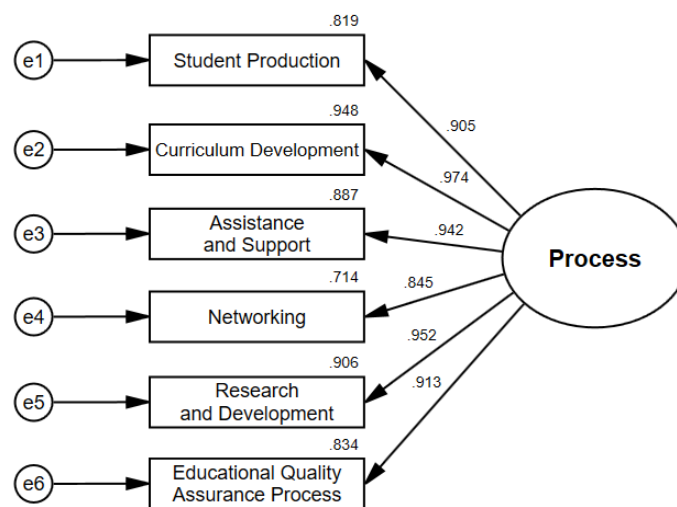 .819
e1
Student Production
.905
.948
e2
Curriculum Development
.974
.887
e3
Assistance
and Support
.942
Process
.714
e4
Networking
.845
.952
.906
e5
Research
and Development
.913
.834
e6
Educational Quality
Assurance Process